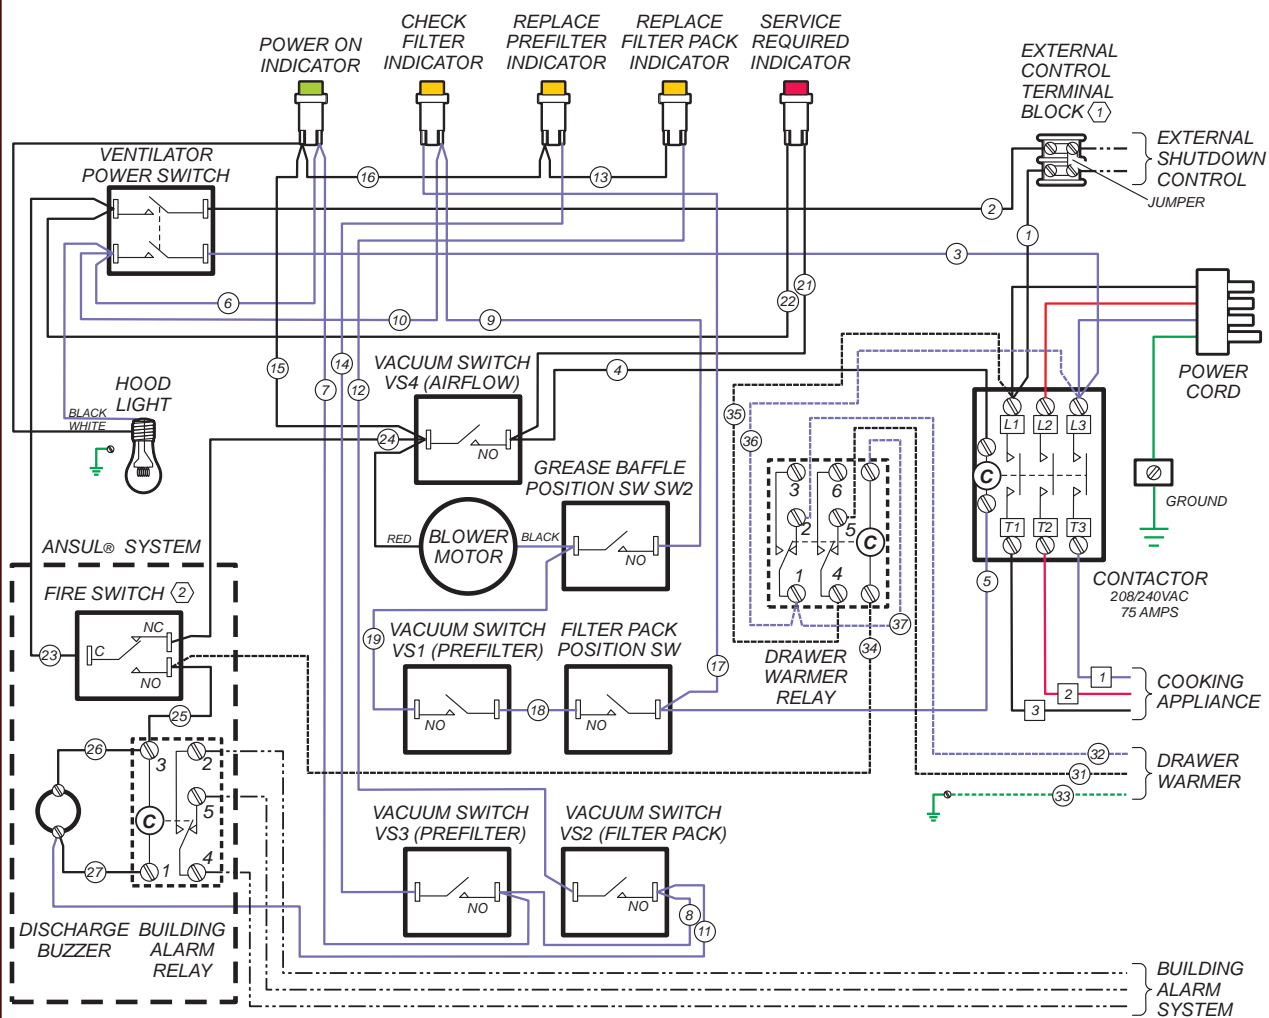 POWER ON
INDICATOR
CHECK
FILTER
INDICATOR
REPLACE
PREFILTER
INDICATOR
REPLACE
FILTER PACK
INDICATOR
SERVICE
REQUIRED
INDICATOR
EXTERNAL
CONTROL
TERMINAL
BLOCK 1
EXTERNAL
SHUTDOWN
CONTROL
JUMPER
VENTILATOR
POWER SWITCH
16
13
2
1
3
6
10
9
22
21
15
7
14
12
4
POWER
CORD
HOOD
LIGHT
BLACK
WHITE
VACUUM SWITCH
VS4 (AIRFLOW)
NO
24
35
36
L1
L2
L3
C
T1
T2
T3
GROUND
CONTACTOR
208/240VAC
75 AMPS
5
GREASE BAFFLE
POSITION SW SW2
NO
RED
BLOWER
MOTOR
BLACK
3
6
2
5
C
1
4
37
34
DRAWER
WARMER
RELAY
ANSUL® SYSTEM
FIRE SWITCH 2
NC
C
NO
23
25
19
VACUUM SWITCH
VS1 (PREFILTER)
NO
18
FILTER PACK
POSITION SW
NO
17
1
2
3
COOKING
APPLIANCE
32
31
33
DRAWER
WARMER
26
27
3
2
5
C
1
4
DISCHARGE
BUZZER
BUILDING
ALARM
RELAY
VACUUM SWITCH
VS3 (PREFILTER)
NO
VACUUM SWITCH
VS2 (FILTER PACK)
NO
8
11
BUILDING
ALARM
SYSTEM